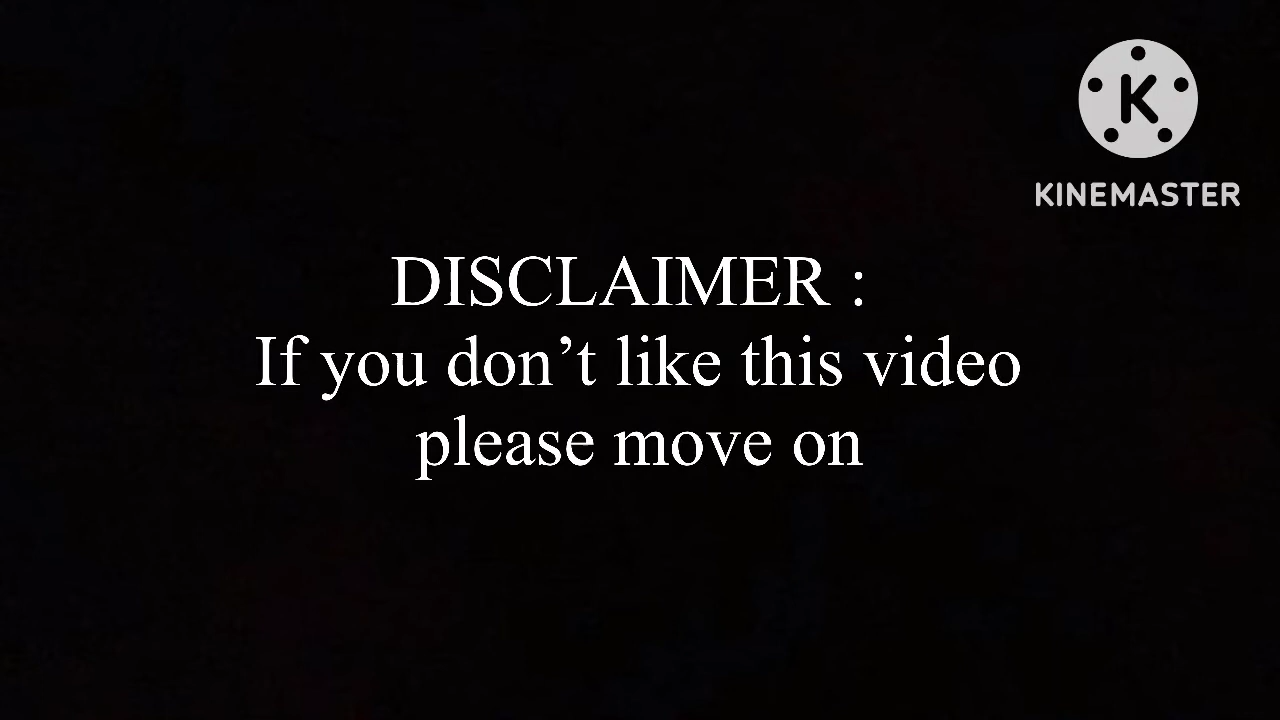 K
KINEMASTER
DISCLAIMER :
If you don’t like this video
please move on